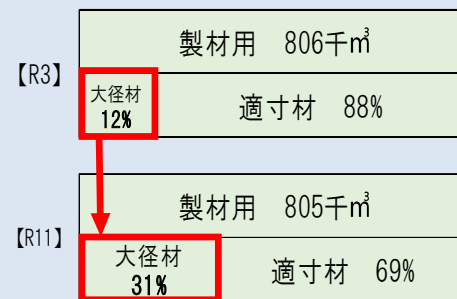 製材用 806千㎥
【R3】
大径材
12%
適寸材 88%
製材用 805千㎥
【R11】
大径材
31%
適寸材 69%